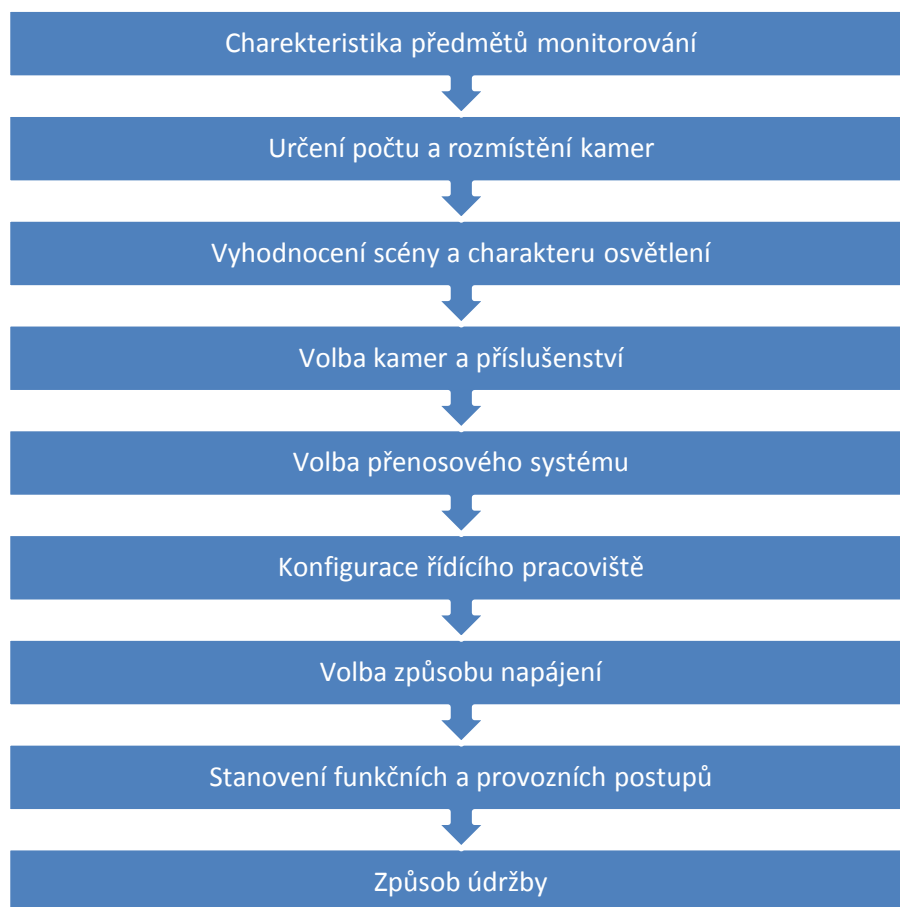 Charekteristika předmětů monitorování
Určení počtu a rozmístění kamer
Vyhodnocení scény a charakteru osvětlení
Volba kamer a příslušenství
Volba přenosového systému
Konfigurace řídícího pracoviště
Volba způsobu napájení
Stanovení funkčních a provozních postupů
Způsob údržby